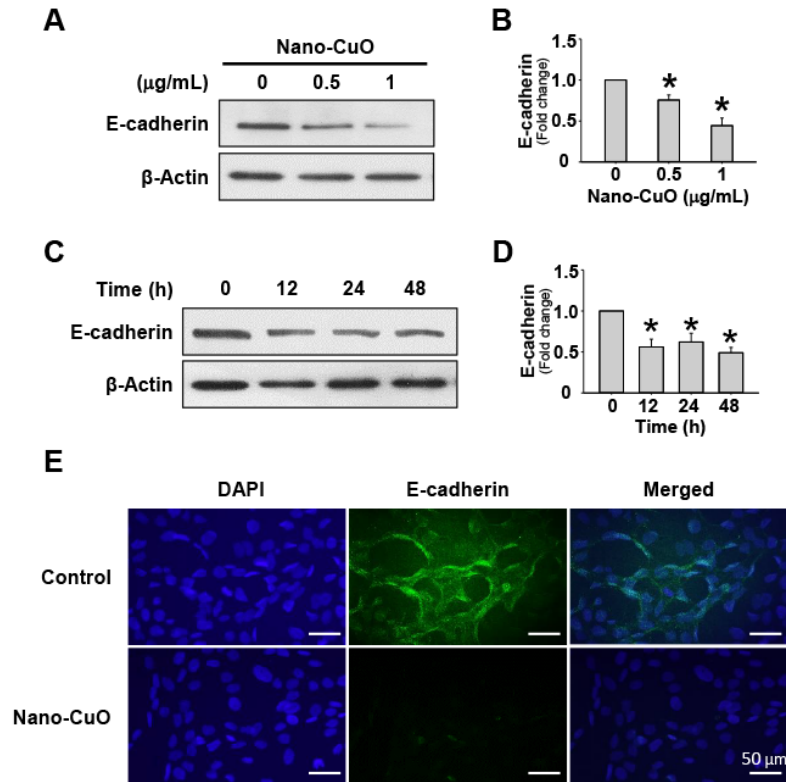 A
Nano-CuO
(μg/mL) 0 0.5 1
E-cadherin
β-Actin
B
E-cadherin
(Fold change)
1.5
1.0
0.5
0
* *
0 0.5 1
Nano-CuO (μg/mL)
C
Time (h) 0 12 24 48
E-cadherin
β-Actin
D
E-cadherin
(Fold change)
1.5
1.0
0.5
0
* * *
0 12 24 48
Time (h)
E
DAPI E-cadherin Merged
Control
Nano-CuO
50 μm